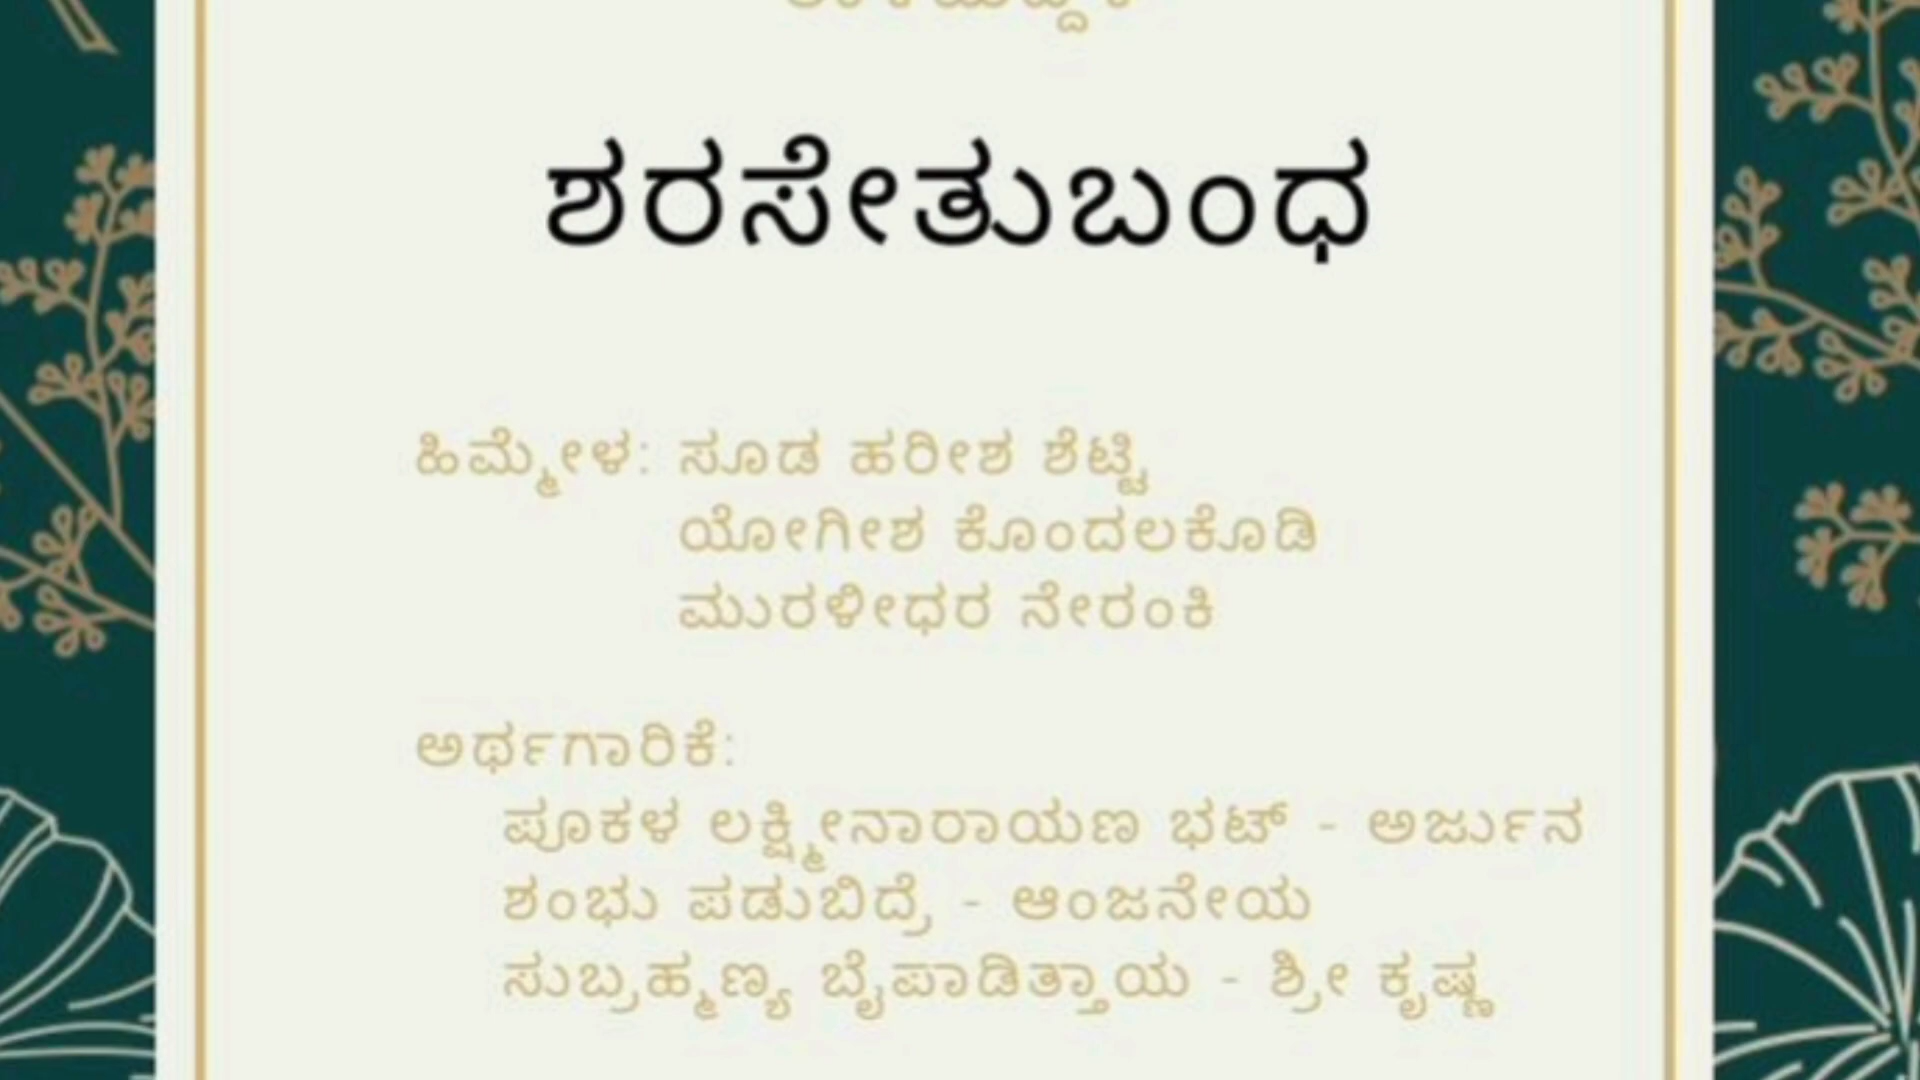 ಶರಸೇತುಬಂಧ
ಹಿಮ್ಮೇಳ: ಸೂಡ ಹರೀಶ ಶೆಟ್ಟಿ
ಯೋಗೀಶ ಕೊಂದಲಕೊಡಿ
ಮುರಳೀಧರ ನೇರಂಕಿ
ಅರ್ಥಗಾರಿಕೆ:
ಪೂಕಳ ಲಕ್ಷ್ಮೀನಾರಾಯಣ ಭಟ್ - ಅರ್ಜುನ
ಶಂಭು ಪಡುಬಿದ್ರೆ - ಆಂಜನೇಯ
ಸುಬ್ರಹ್ಮಣ್ಯ ಬೈಪಾಡಿತ್ತಾಯ - ಶ್ರೀ ಕೃಷ್ಣ